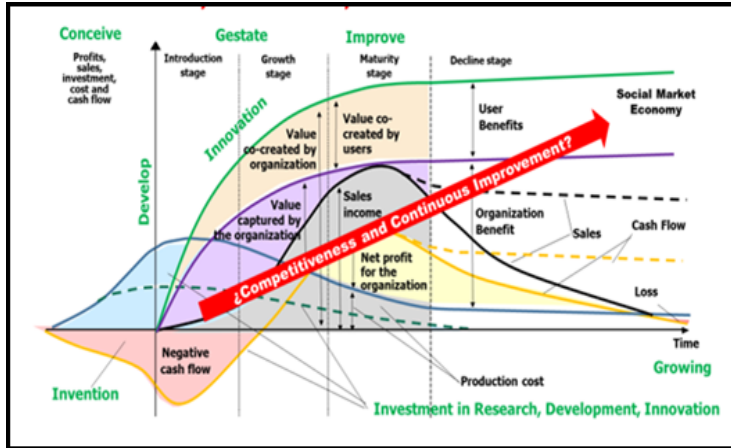 Conceive
Gestate
Improve
Profits,
sales,
investment,
cost and
cash flow
Introduction
stage
Growth
stage
Maturity
stage
Decline stage
Social Market
Economy
Innovation
Develop
Value
co-created by
organization
Value co-
created by
users
User
Benefits
¿Competitiveness and Continuous Improvement?
Value
captured by
the organization
Sales
income
Organization
Benefit
Sales
Cash Flow
Net profit
for the
organization
Loss
Time
Negative
cash flow
Production cost
Growing
Invention
Investment in Research, Development, Innovation